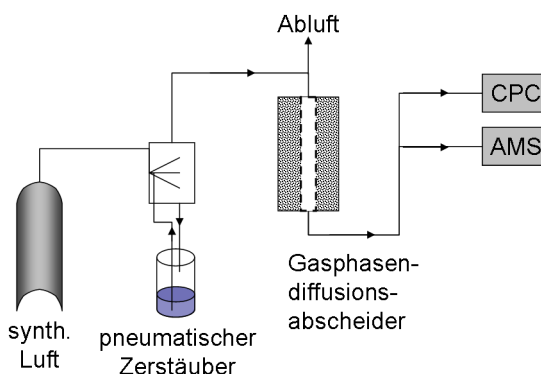 Abluft
CPC
AMS
Gasphasen-
diffusions-
abscheider
synth.
Luft
pneumatischer
Zerstäuber